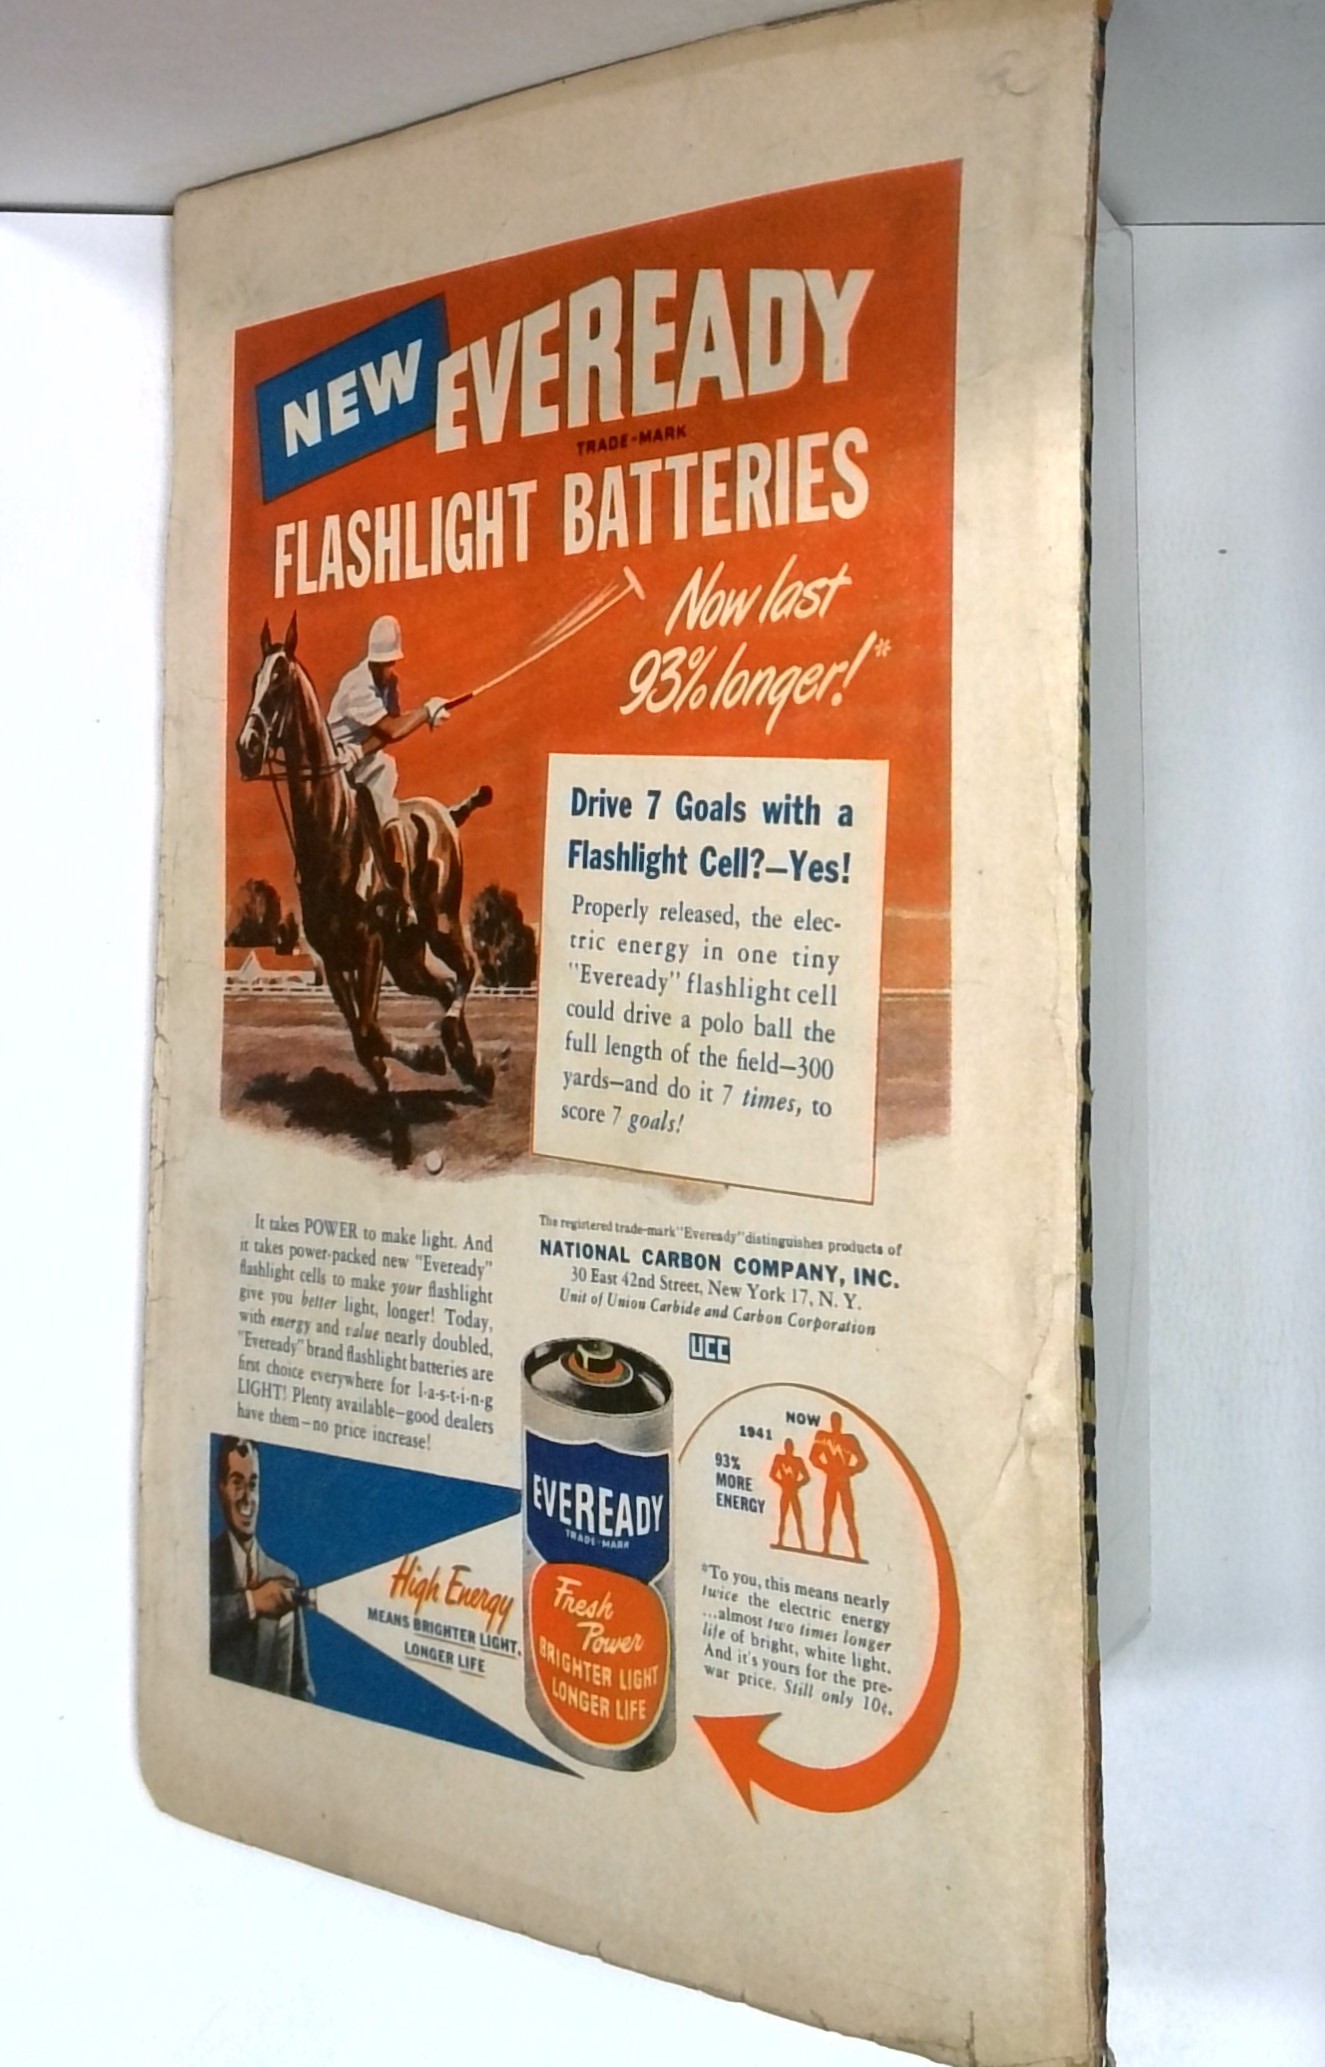 NEW EVEREADY
TRADE-MARK
FLASHLIGHT BATTERIES
Now last
93% longer!*
Drive 7 Goals with a
Flashlight Cell?—Yes!
Properly released, the elec-
tric energy in one tiny
"Eveready" flashlight cell
could drive a polo ball the
full length of the field—300
yards—and do it 7 times, to
score 7 goals!
It takes POWER to make light. And
it takes power-packed new "Eveready"
flashlight cells to make your flashlight
give you better light, longer! Today,
with energy and value nearly doubled,
"Eveready" brand flashlight batteries are
first choice everywhere for l-a-s-t-i-n-g
LIGHT! Plenty available—good dealers
have them—no price increase!
The registered trade-mark "Eveready" distinguishes products of
NATIONAL CARBON COMPANY, INC.
30 East 42nd Street, New York 17, N. Y.
Unit of Union Carbide and Carbon Corporation
UCC
High Energy
MEANS BRIGHTER LIGHT,
LONGER LIFE
EVEREADY
TRADE-MARK
Fresh
Power
BRIGHTER LIGHT
LONGER LIFE
NOW
1941
93%
MORE
ENERGY
*To you, this means nearly
twice the electric energy
...almost two times longer
life of bright, white light.
And it's yours for the pre-
war price. Still only 10¢.